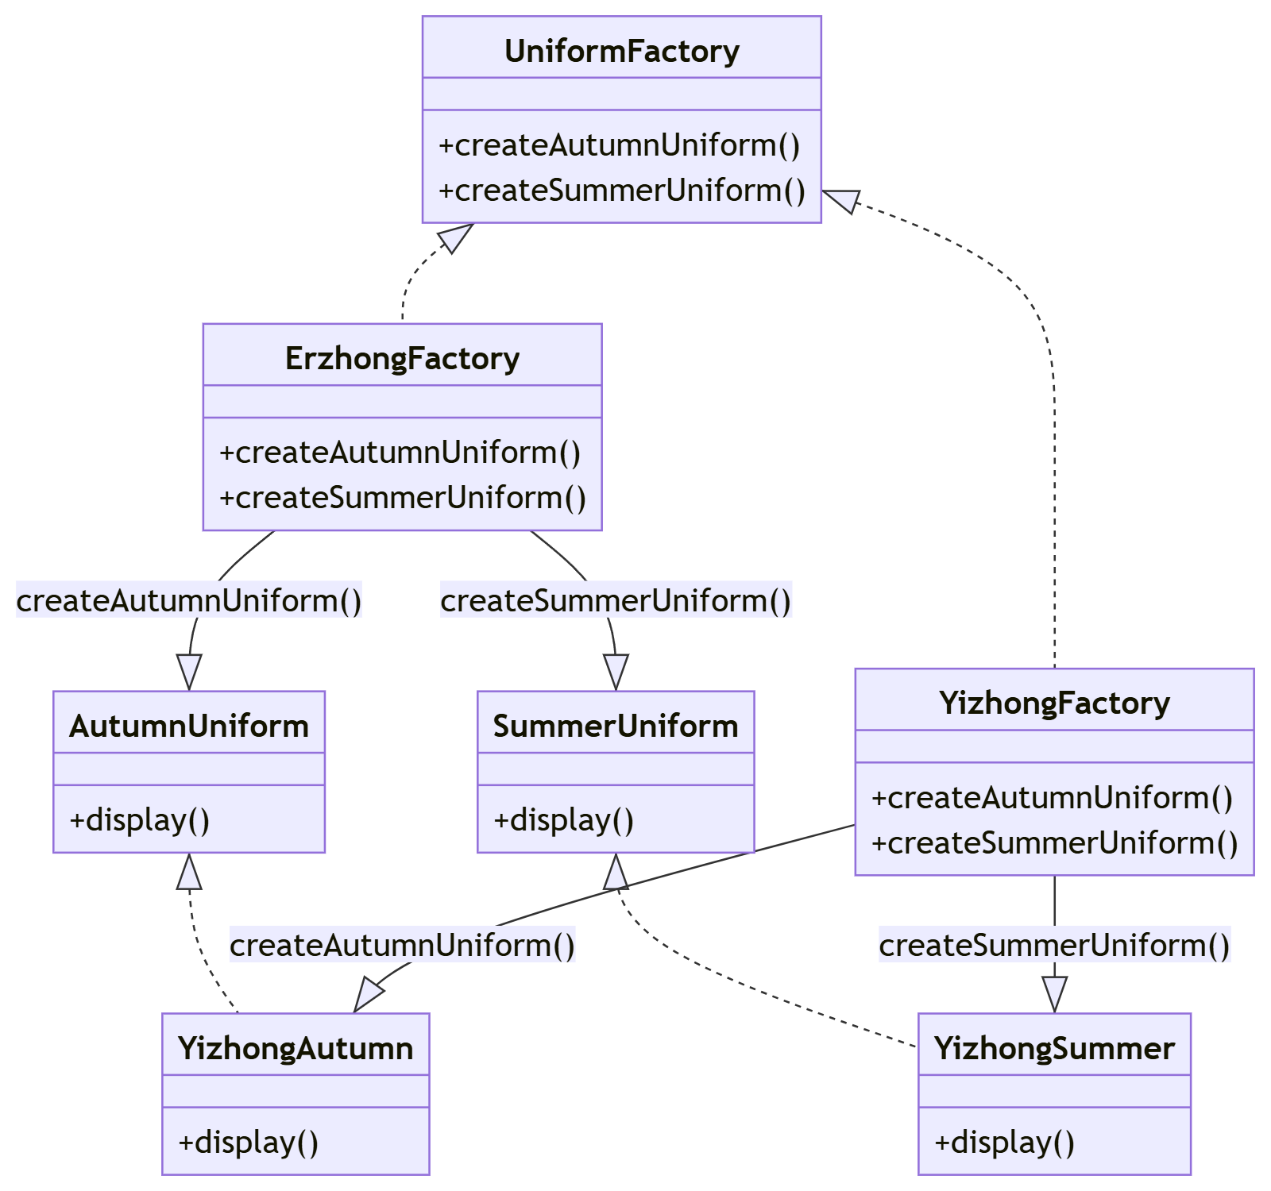 UniformFactory
+createAutumnUniform()
+createSummerUniform()
ErzhongFactory
+createAutumnUniform()
+createSummerUniform()
createAutumnUniform()
createSummerUniform()
AutumnUniform
+display()
SummerUniform
+display()
YizhongFactory
+createAutumnUniform()
+createSummerUniform()
createAutumnUniform()
createSummerUniform()
YizhongAutumn
+display()
YizhongSummer
+display()